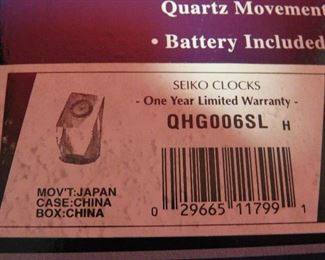 Quartz Movement
• Battery Included
SEIKO CLOCKS
- One Year Limited Warranty -
QHG006SL H
MOV'T:JAPAN
CASE:CHINA
BOX:CHINA
0 29665 11799 1